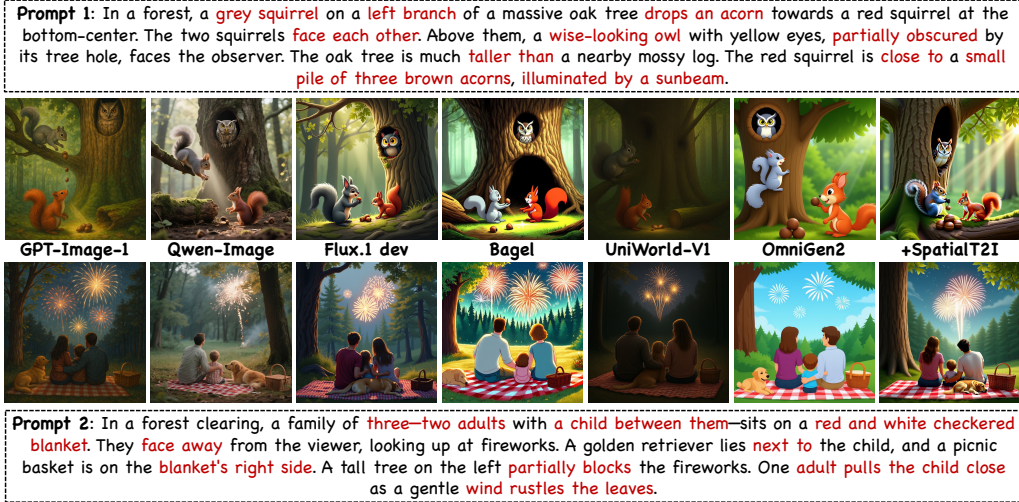 Prompt 1: In a forest, a grey squirrel on a left branch of a massive oak tree drops an acorn towards a red squirrel at the
bottom-center. The two squirrels face each other. Above them, a wise-looking owl with yellow eyes, partially obscured by
its tree hole, faces the observer. The oak tree is much taller than a nearby mossy log. The red squirrel is close to a small
pile of three brown acorns, illuminated by a sunbeam.
GPT-Image-1 Qwen-Image Flux.1 dev Bagel UniWorld-V1 OmniGen2 +SpatialT2I
Prompt 2: In a forest clearing, a family of three—two adults with a child between them—sits on a red and white checkered
blanket. They face away from the viewer, looking up at fireworks. A golden retriever lies next to the child, and a picnic
basket is on the blanket's right side. A tall tree on the left partially blocks the fireworks. One adult pulls the child close
as a gentle wind rustles the leaves.